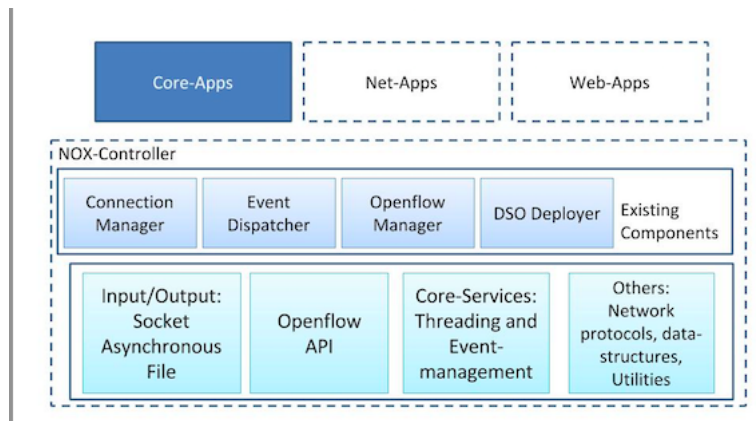 Core-Apps
Net-Apps
Web-Apps
NOX-Controller
Connection
Manager
Event
Dispatcher
Openflow
Manager
DSO Deployer
Existing
Components
Input/Output:
Socket
Asynchronous
File
Openflow
API
Core-Services:
Threading and
Event-
management
Others:
Network
protocols, data-
structures,
Utilities